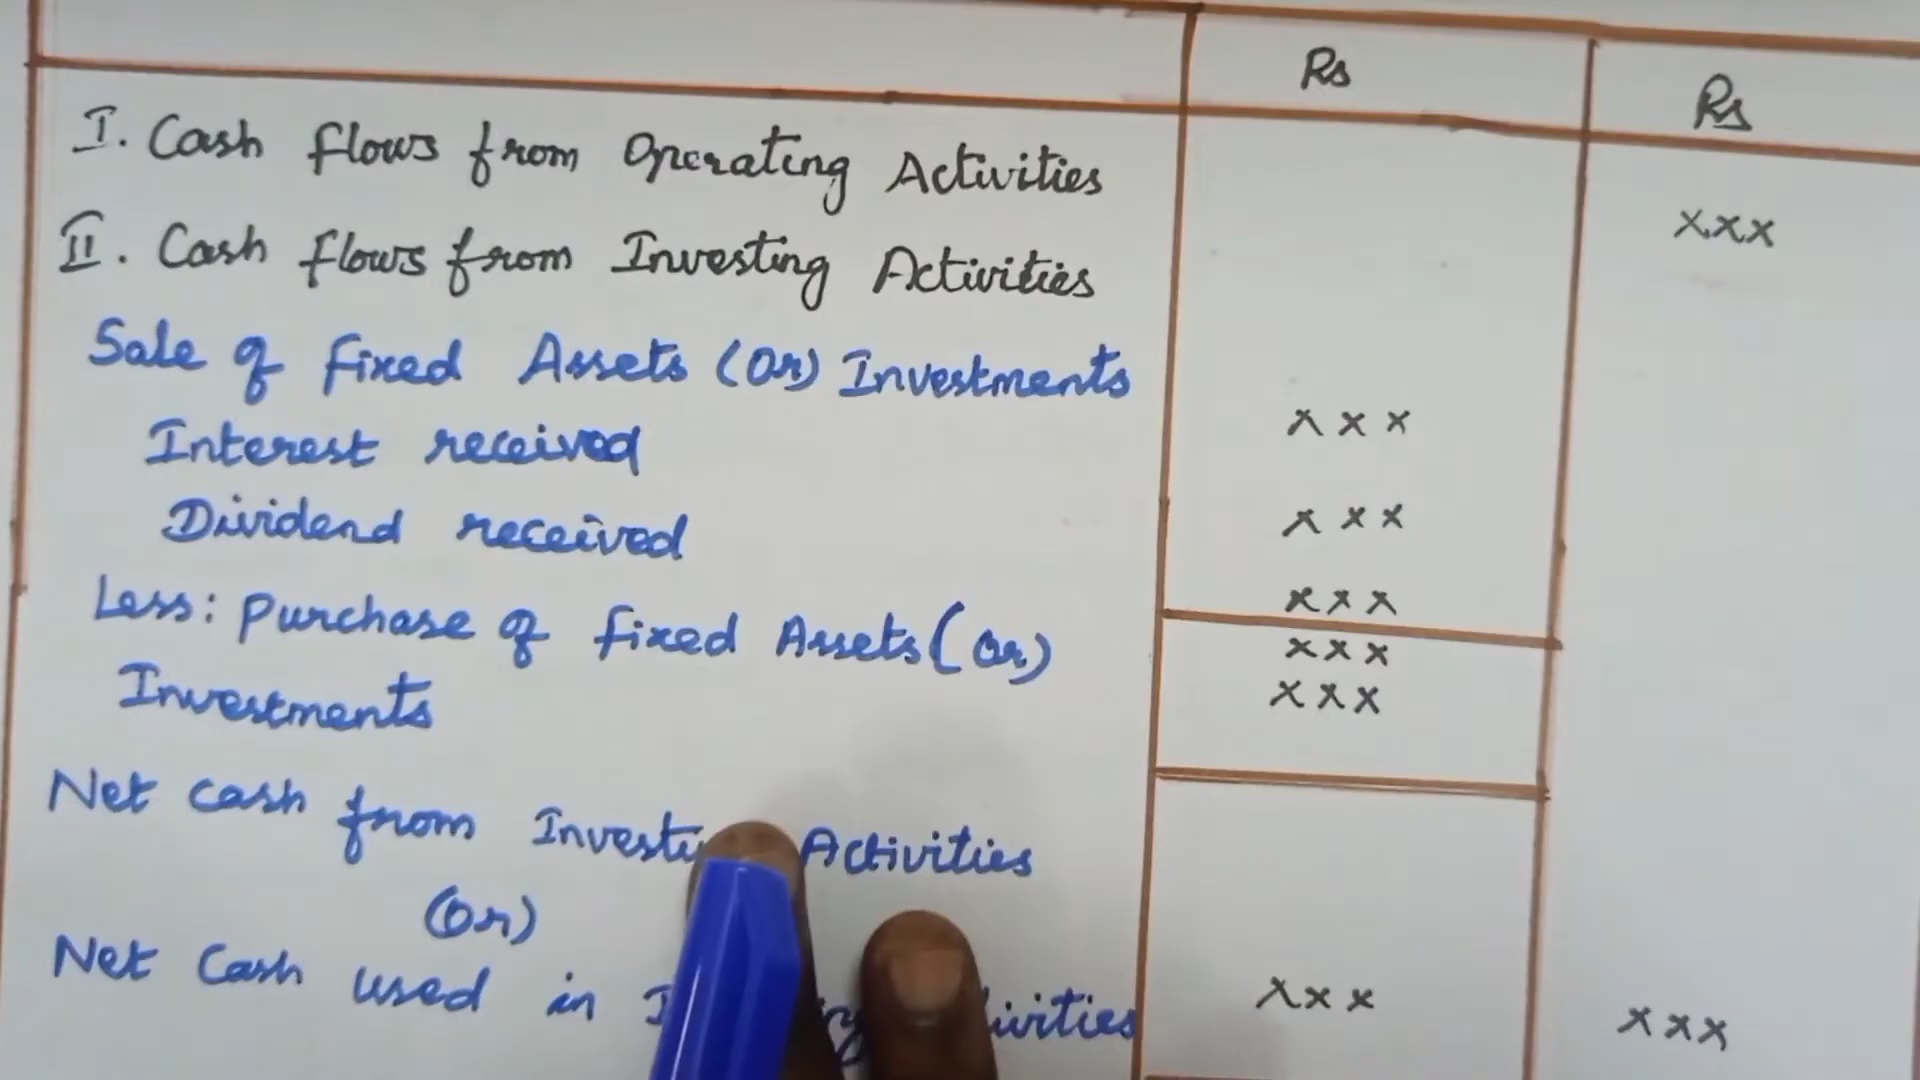 Rs Rs
I. Cash flows from Operating Activities
xxx
II. Cash flows from Investing Activities
Sale of fixed Assets (Or) Investments
xxx
Interest received
xxx
Dividend received
xxx
Less: Purchase of fixed Assets (Or)
xxx
Investments
xxx
Net cash from Activities
(Or)
Net Cash used in
xxx
xxx